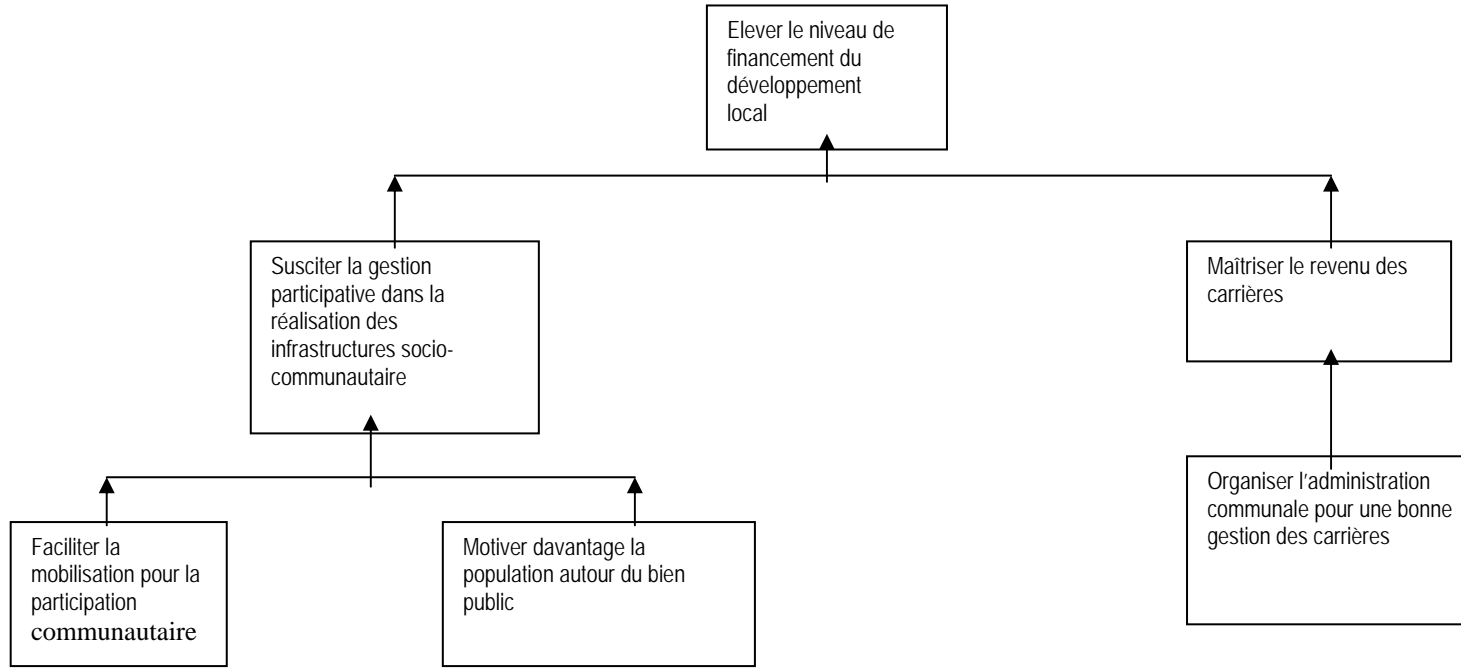 Elever le niveau de
financement du
développement
local
Susciter la gestion
participative dans la
réalisation des
infrastructures socio-
communautaire
Maîtriser le revenu des
carrières
Faciliter la
mobilisation pour la
participation
communautaire
Motiver davantage la
population autour du bien
public
Organiser l'administration
communale pour une bonne
gestion des carrières